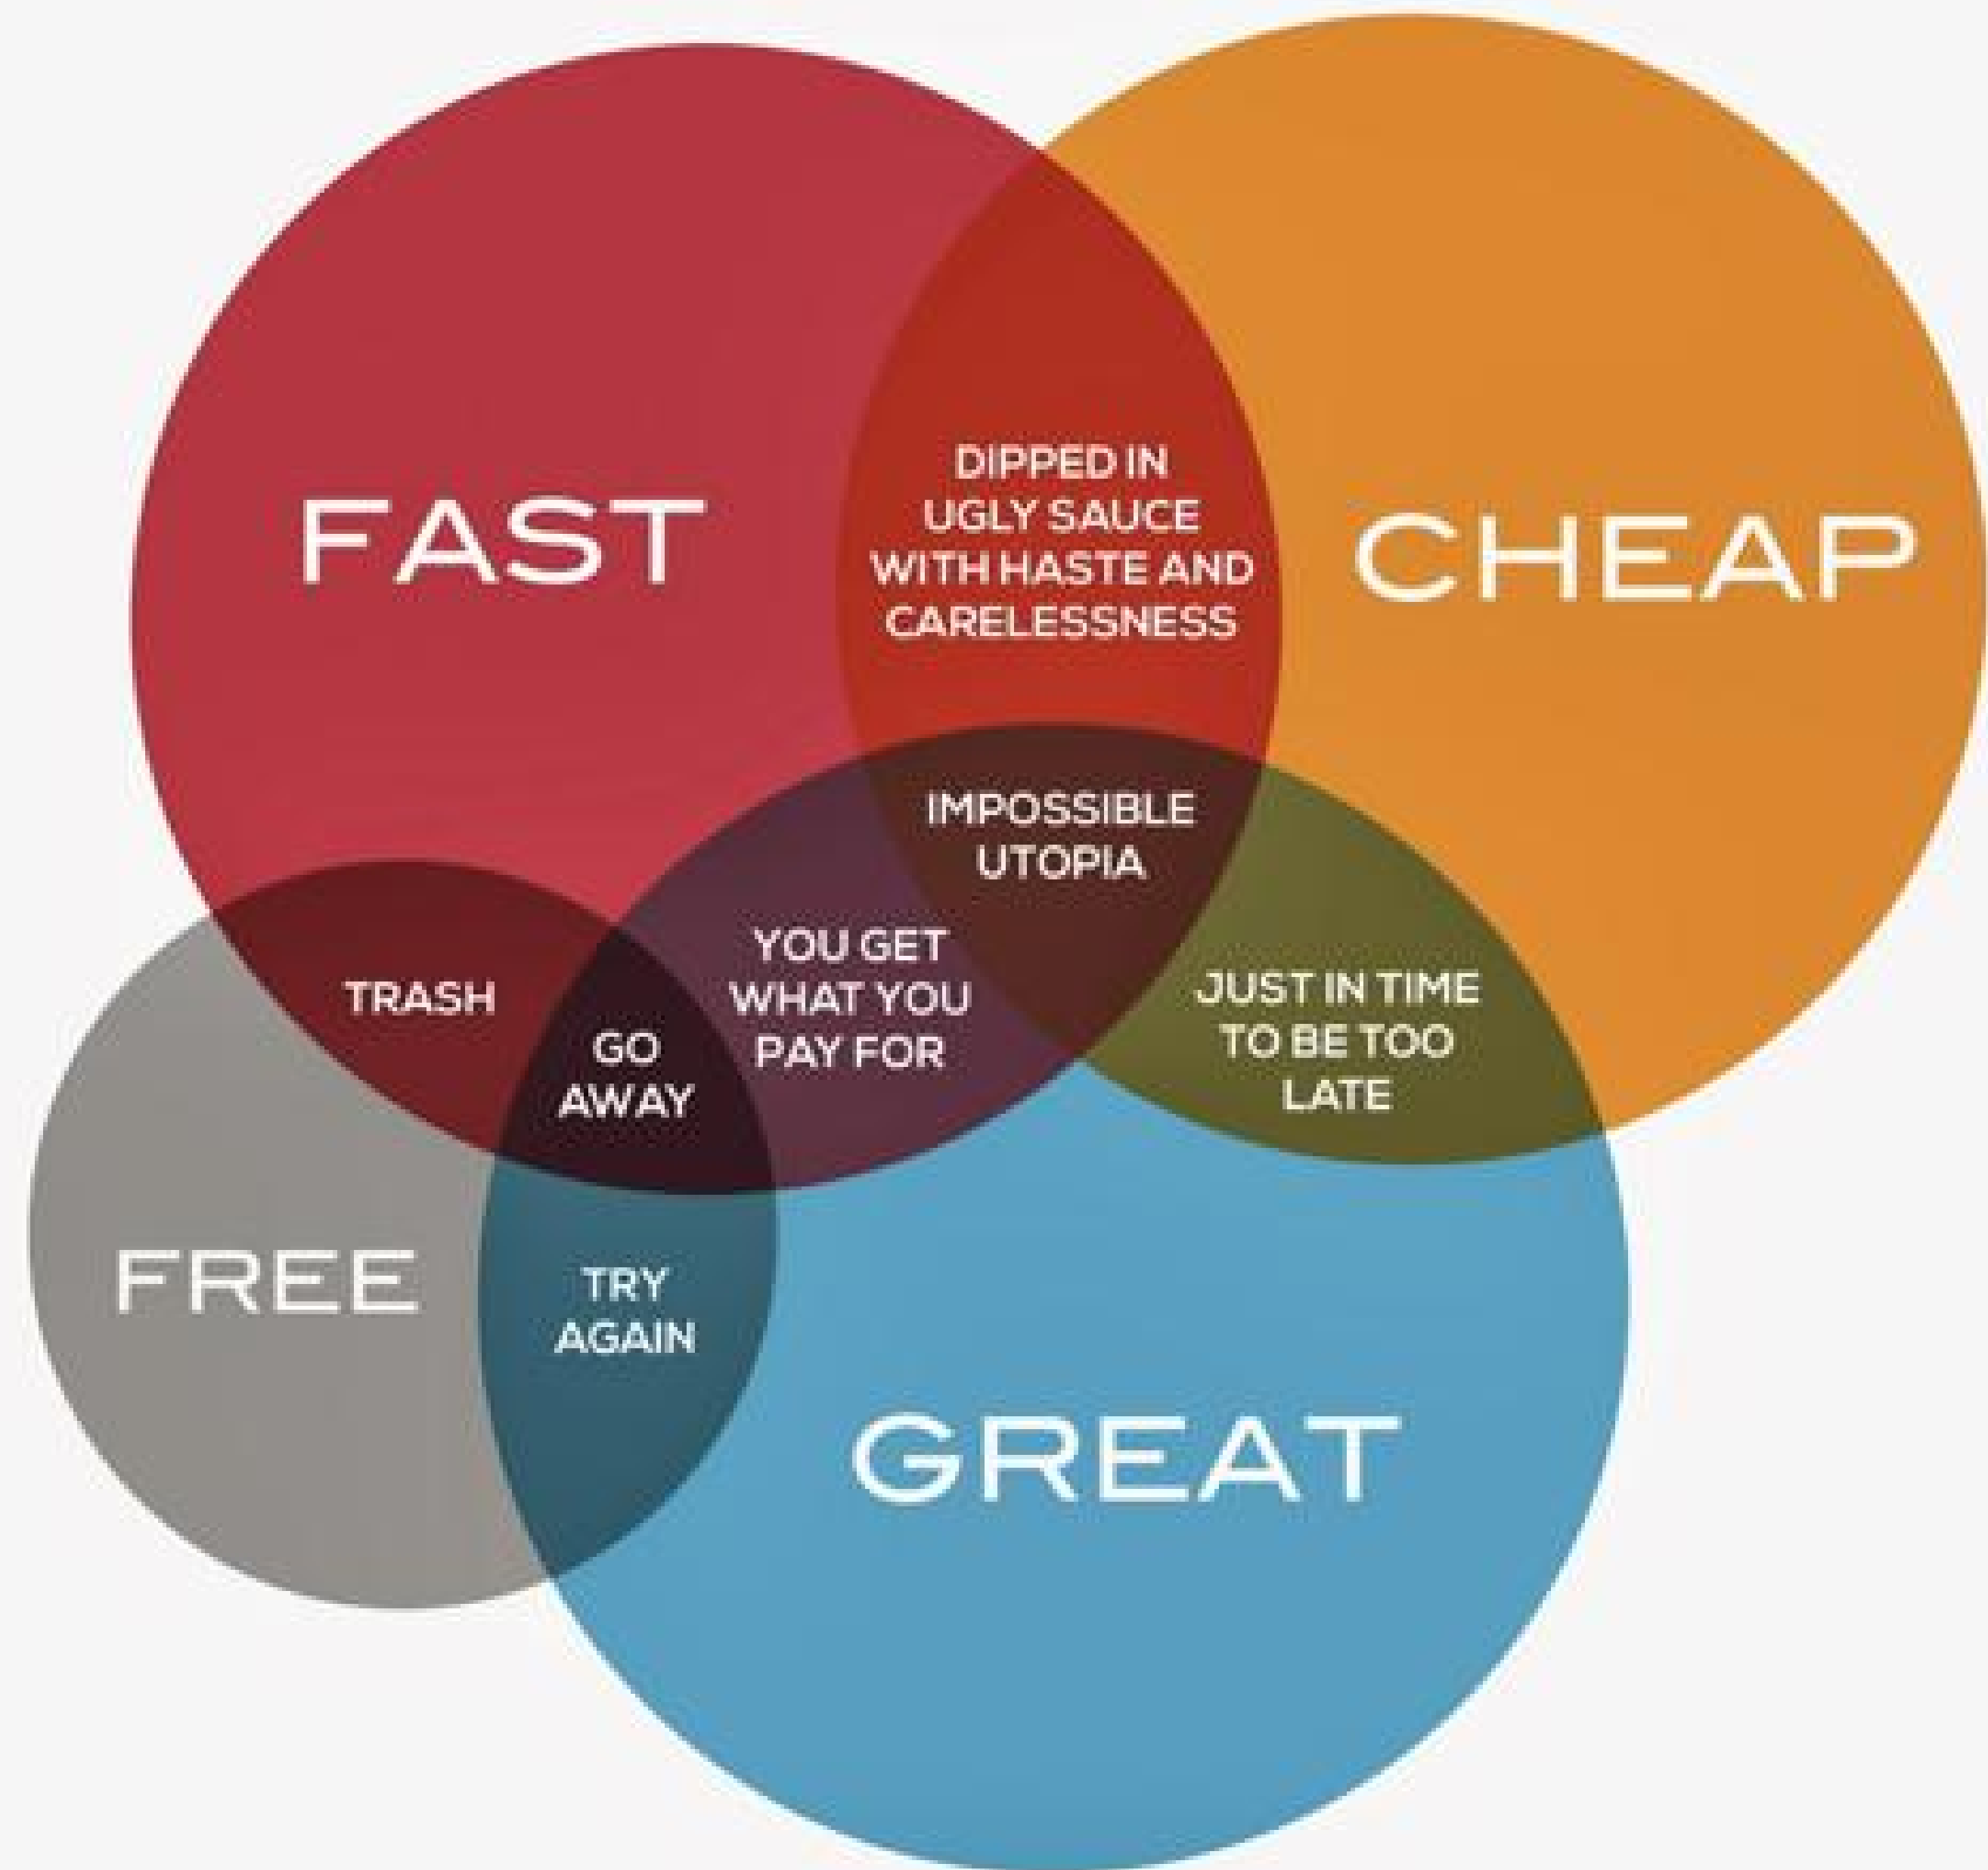 FAST
CHEAP
DIPPED IN
UGLY SAUCE
WITH HASTE AND
CARELESSNESS
IMPOSSIBLE
UTOPIA
YOU GET
WHAT YOU
PAY FOR
JUST IN TIME
TO BE TOO
LATE
TRASH
GO
AWAY
FREE
TRY
AGAIN
GREAT